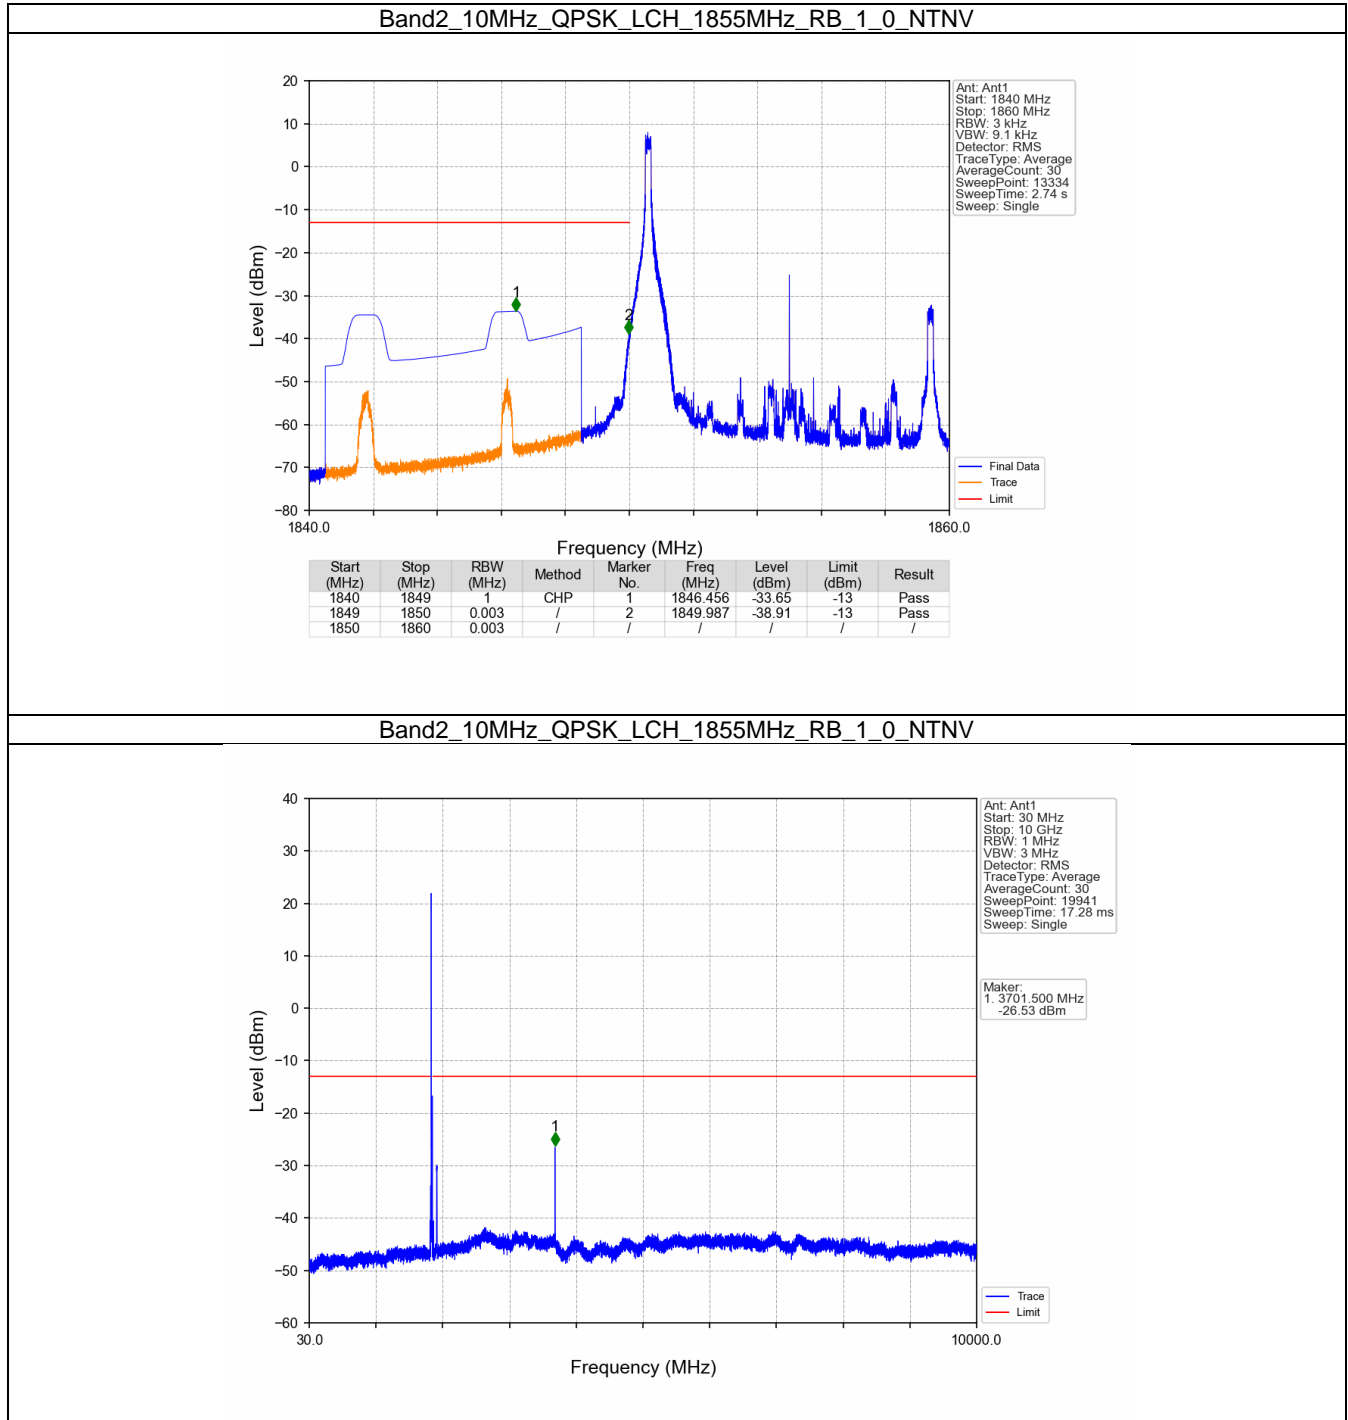 Band2_10MHz_QPSK_LCH_1855MHz_RB_1_0_NTNV
20
10
0
−10
−20
−30
−40
−50
−60
−70
−80
Level (dBm)
1
2
1840.0
1860.0
Frequency (MHz)
Ant: Ant1
Start: 1840 MHz
Stop: 1860 MHz
RBW: 3 kHz
VBW: 9.1 kHz
Detector: RMS
TraceType: Average
AverageCount: 30
SweepPoint: 13334
SweepTime: 2.74 s
Sweep: Single
Final Data
Trace
Limit
Start (MHz) Stop (MHz) RBW (MHz) Method Marker No. Freq (MHz) Level (dBm) Limit (dBm) Result
1840 1849 1 CHP 1 1846.456 -33.65 -13 Pass
1849 1850 0.003 / 2 1849.987 -38.91 -13 Pass
1850 1860 0.003 / / / / / /
Band2_10MHz_QPSK_LCH_1855MHz_RB_1_0_NTNV
40
30
20
10
0
−10
−20
−30
−40
−50
−60
Level (dBm)
1
30.0
10000.0
Frequency (MHz)
Ant: Ant1
Start: 30 MHz
Stop: 10 GHz
RBW: 1 MHz
VBW: 3 MHz
Detector: RMS
TraceType: Average
AverageCount: 30
SweepPoint: 19941
SweepTime: 17.28 ms
Sweep: Single
Maker:
1. 3701.500 MHz
-26.53 dBm
Trace
Limit